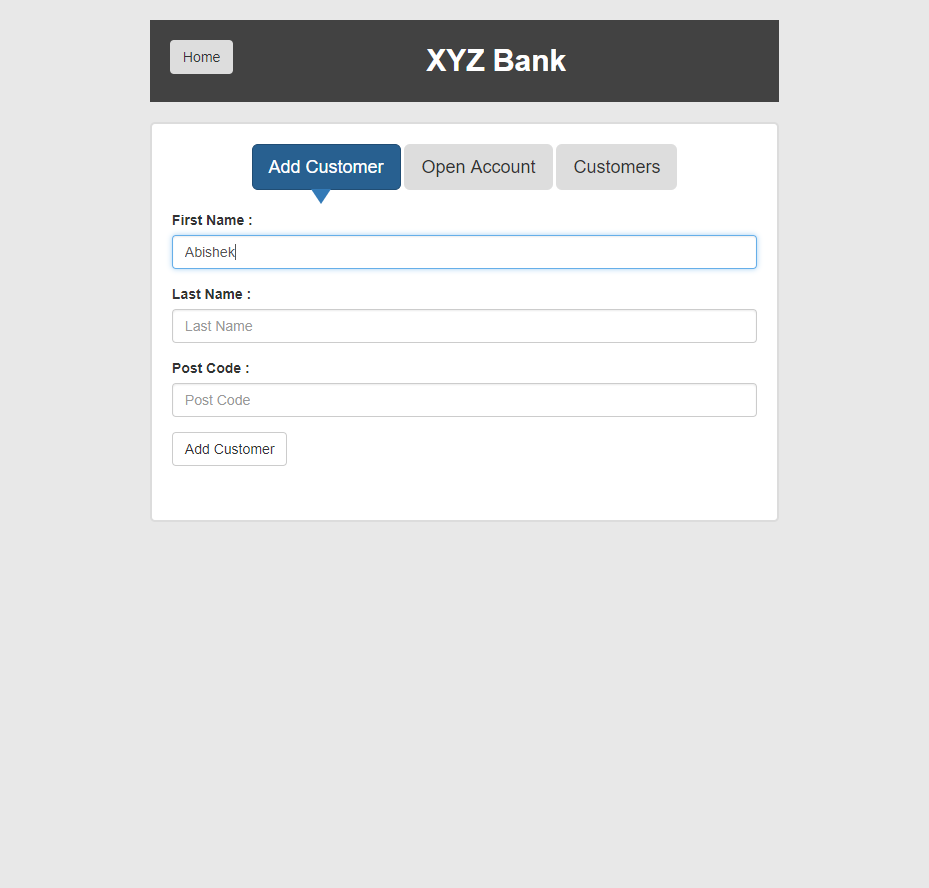 Home
XYZ Bank
Add Customer Open Account Customers
First Name :
Abishek
Last Name :
Last Name
Post Code :
Post Code
Add Customer